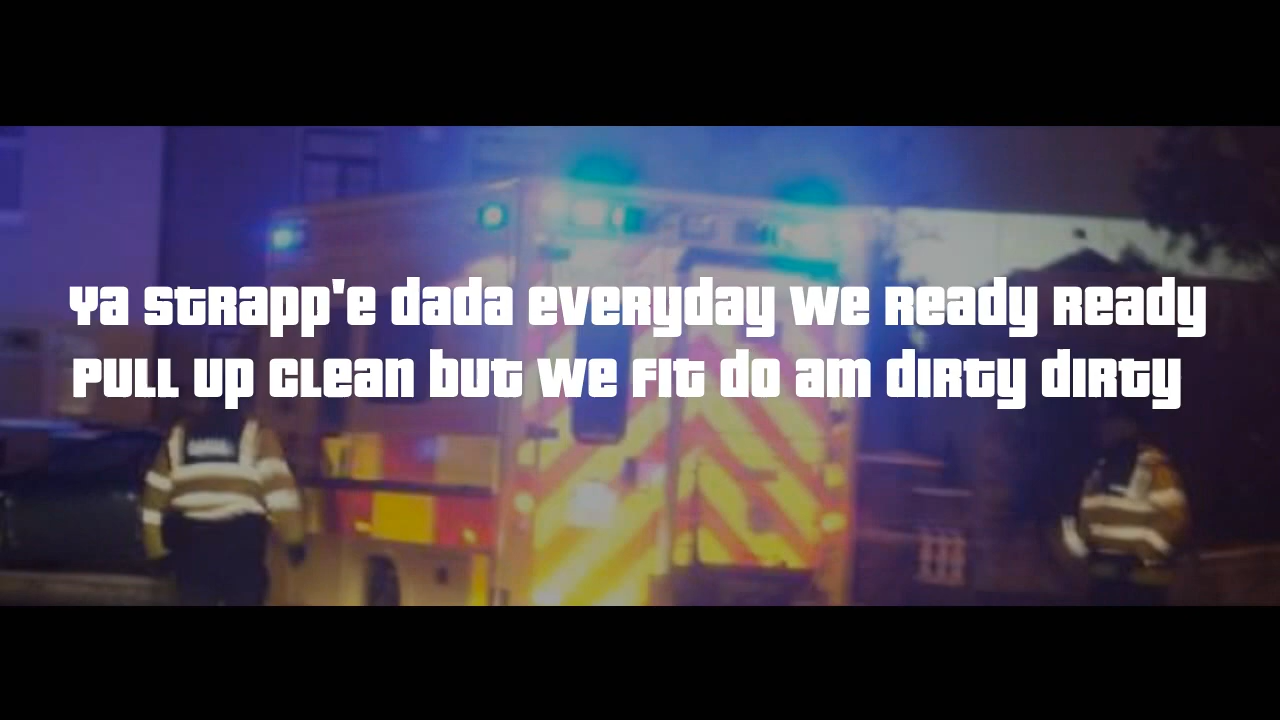 Ya strapp'e dada everyday we ready ready
Pull up clean but we fit do am dirty dirty